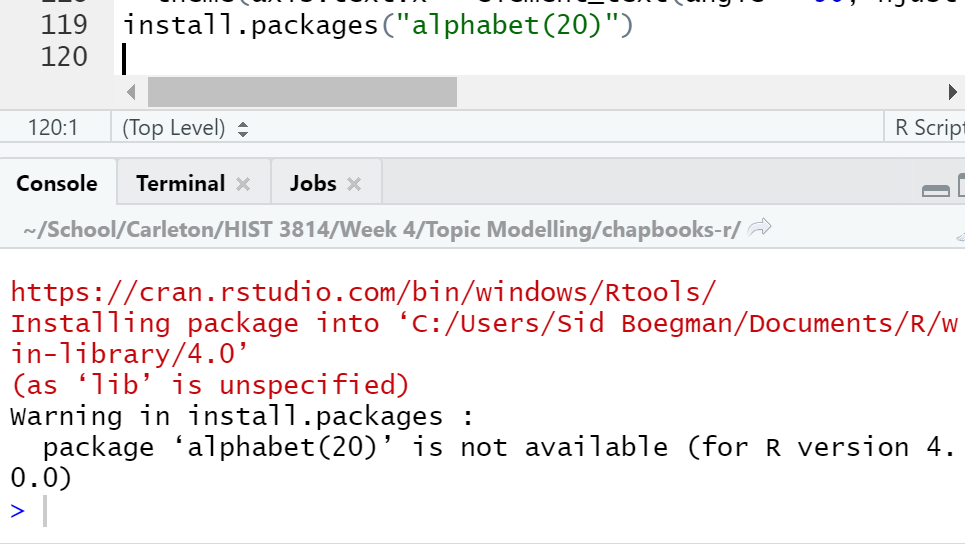 119 install.packages("alphabet(20)")
120
120:1 (Top Level) R Script
Console Terminal Jobs
~/School/Carleton/HIST 3814/Week 4/Topic Modelling/chapbooks-r/
https://cran.rstudio.com/bin/windows/Rtools/
Installing package into ‘C:/Users/Sid Boegman/Documents/R/w
in-library/4.0’
(as ‘lib’ is unspecified)
Warning in install.packages :
package ‘alphabet(20)’ is not available (for R version 4.
0.0)
>